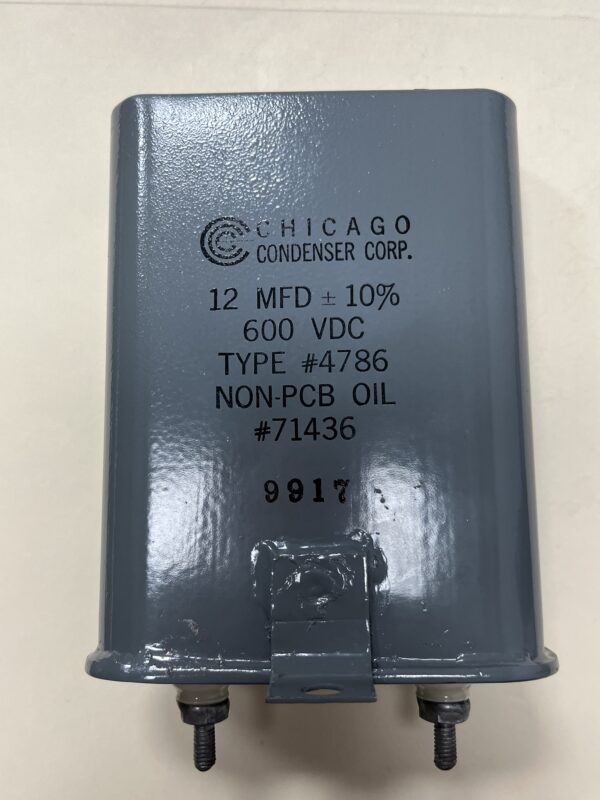 CHICAGO
CONDENSER CORP.
12 MFD ± 10%
600 VDC
TYPE #4786
NON-PCB OIL
#71436
9917